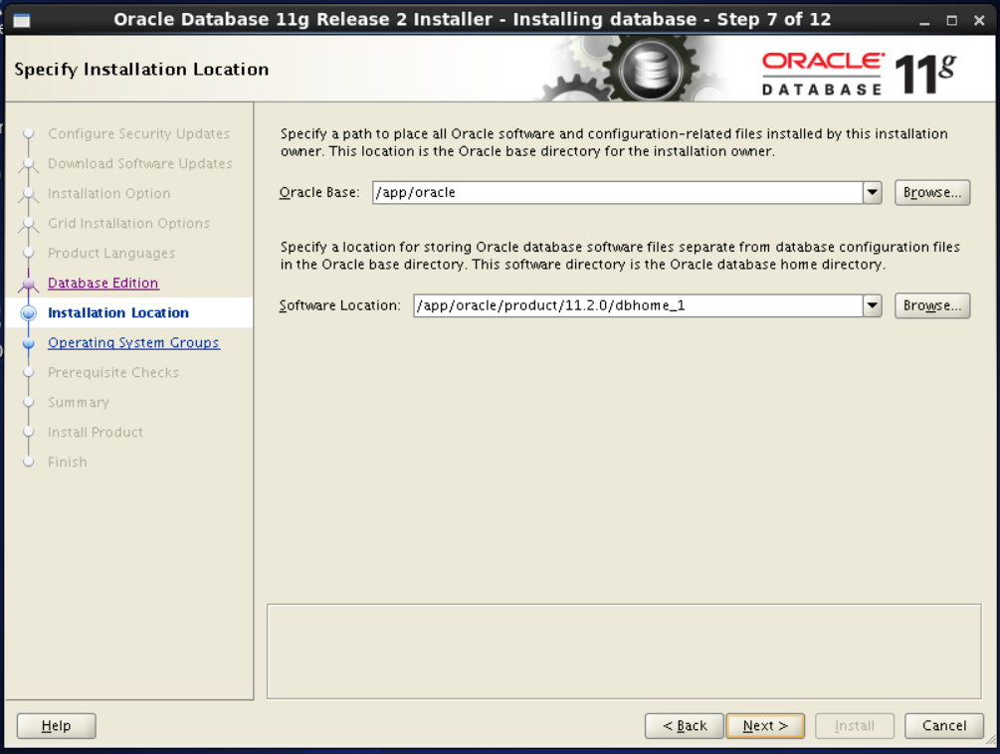 Oracle Database 11g Release 2 Installer - Installing database - Step 7 of 12
Specify Installation Location
ORACLE
DATABASE
11g
Configure Security Updates
Download Software Updates
Installation Option
Grid Installation Options
Product Languages
Database Edition
Installation Location
Operating System Groups
Prerequisite Checks
Summary
Install Product
Finish
Specify a path to place all Oracle software and configuration-related files installed by this installation
owner. This location is the Oracle base directory for the installation owner.
Oracle Base: /app/oracle Browse...
Specify a location for storing Oracle database software files separate from database configuration files
in the Oracle base directory. This software directory is the Oracle database home directory.
Software Location: /app/oracle/product/11.2.0/dbhome_1 Browse...
Help < Back Next > Install Cancel